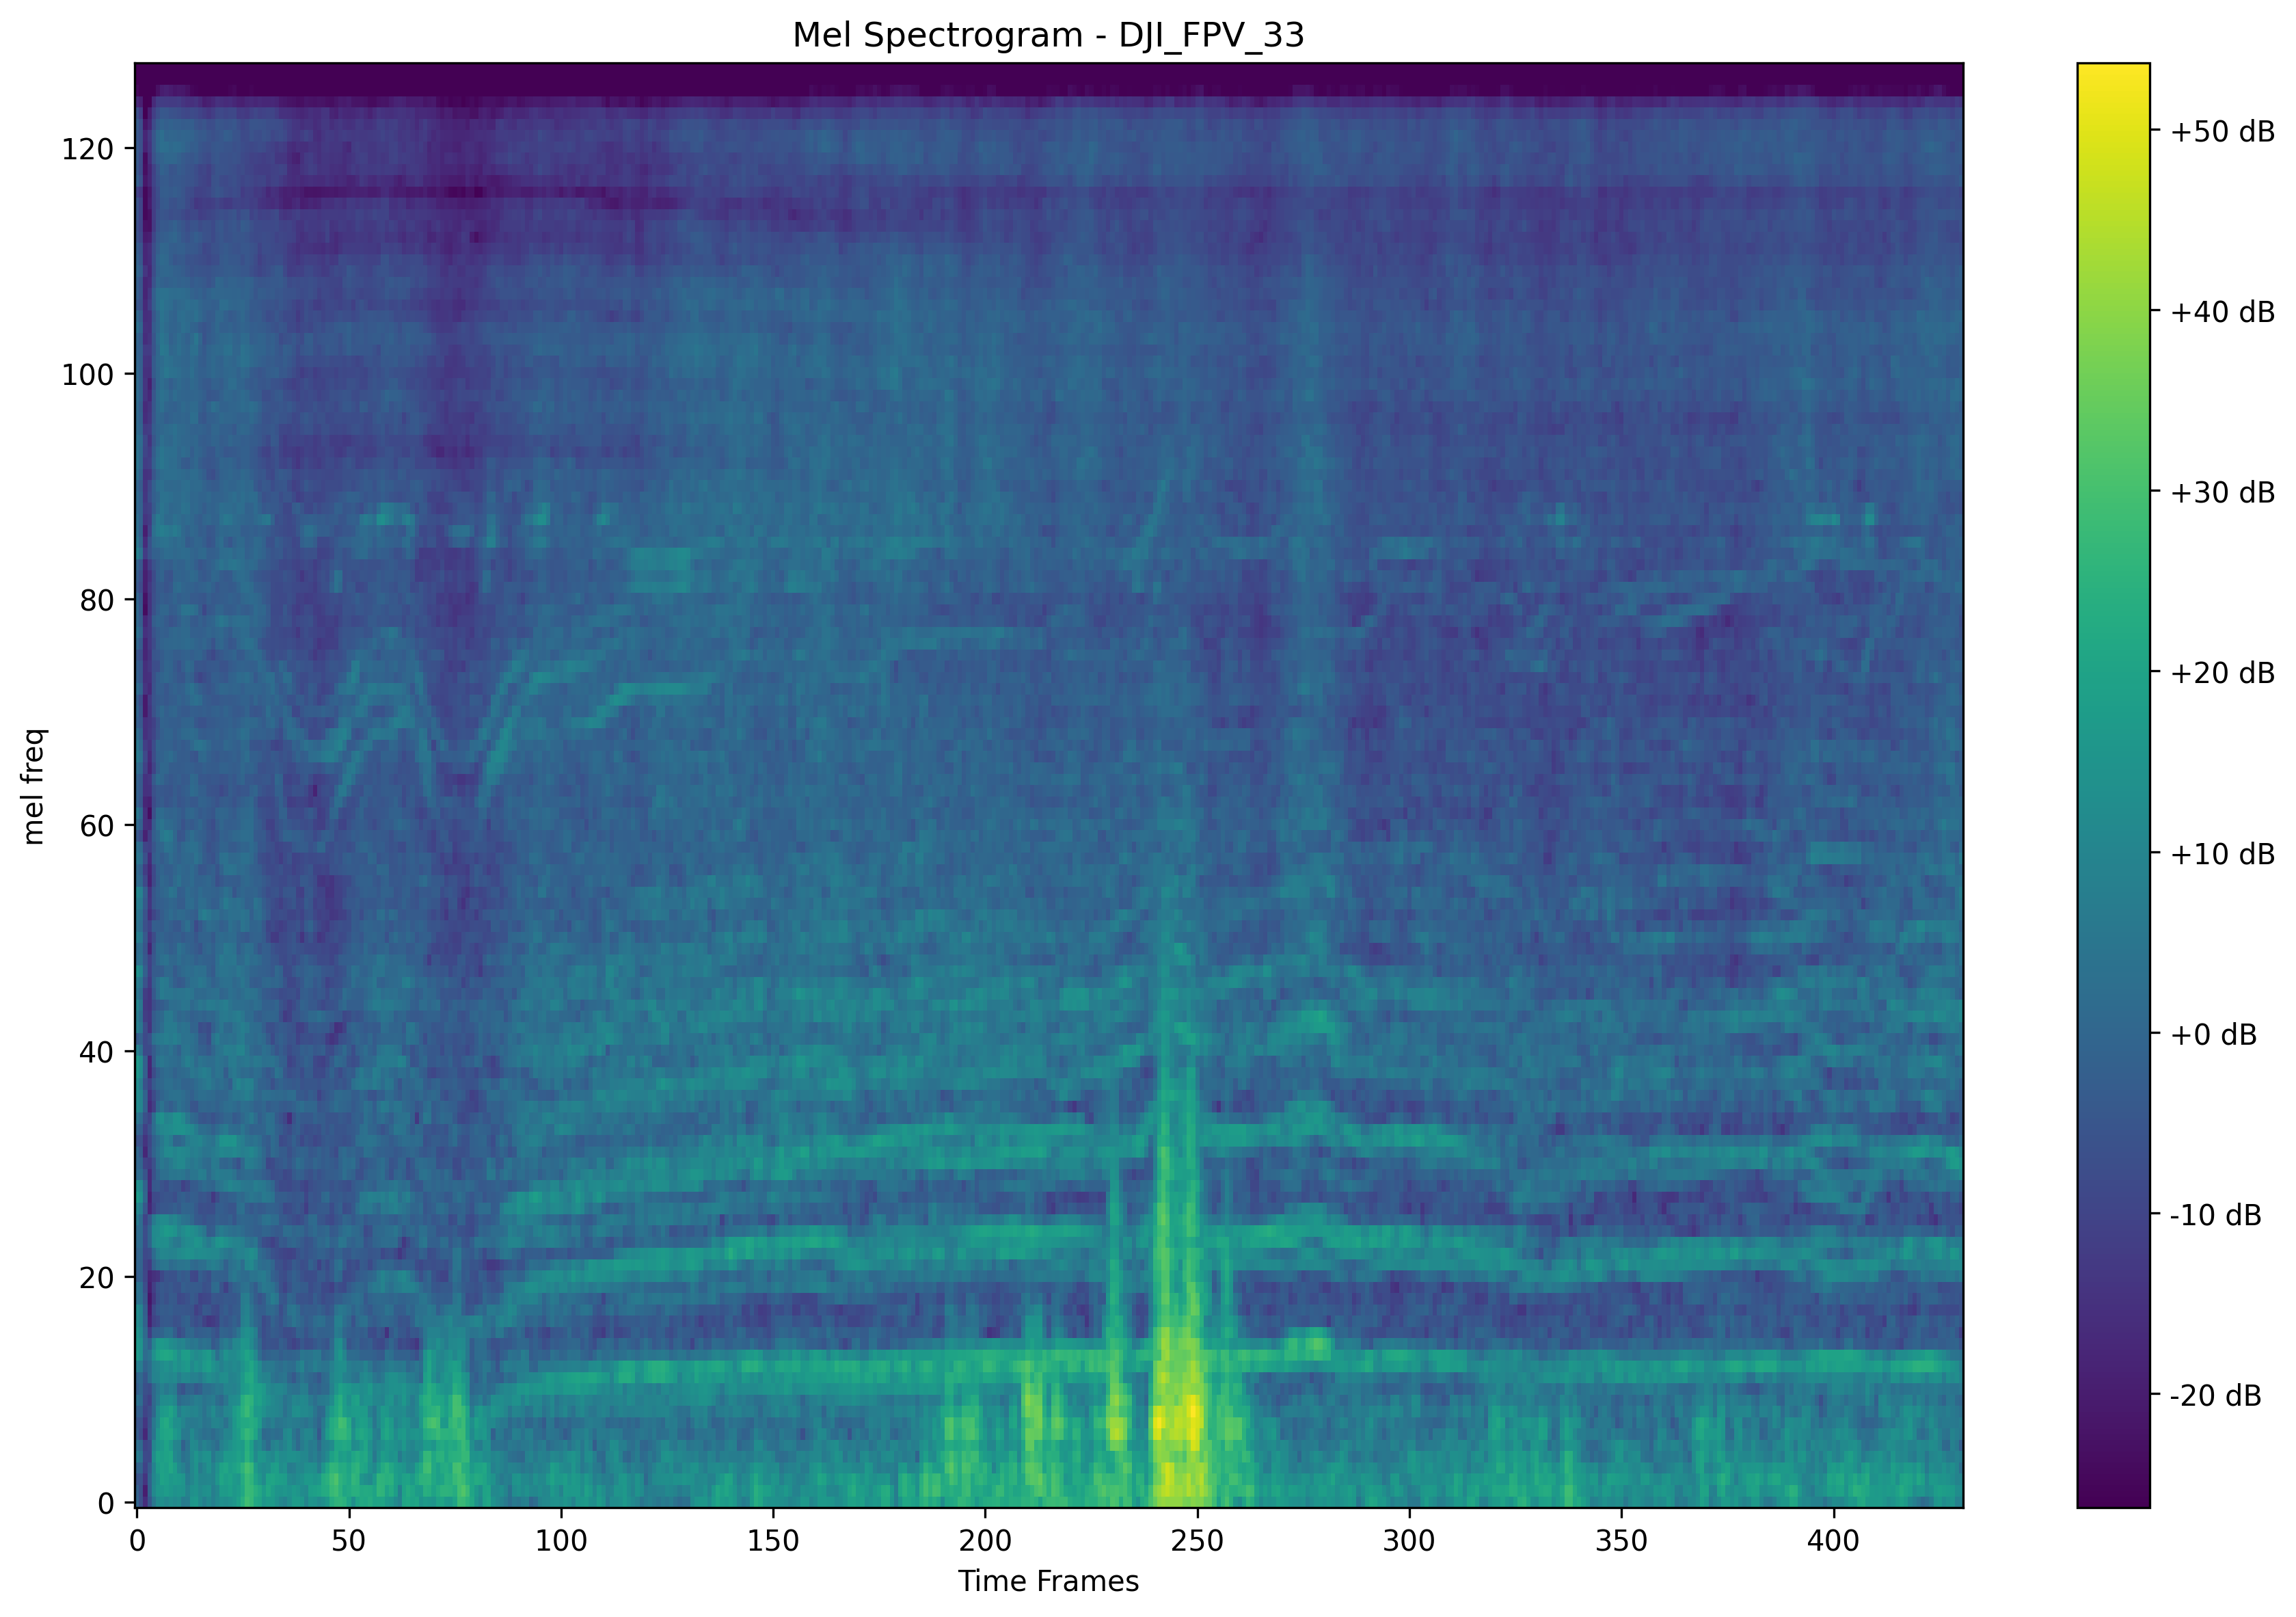 Mel Spectrogram - DJI_FPV_33
mel freq
120
100
80
60
40
20
0
0 50 100 150 200 250 300 350 400
Time Frames
+50 dB
+40 dB
+30 dB
+20 dB
+10 dB
+0 dB
-10 dB
-20 dB